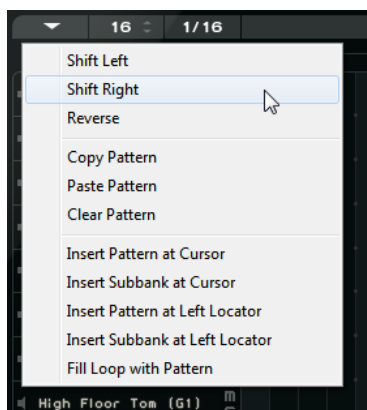 16 1/16
Shift Left
Shift Right
Reverse
Copy Pattern
Paste Pattern
Clear Pattern
Insert Pattern at Cursor
Insert Subbank at Cursor
Insert Pattern at Left Locator
Insert Subbank at Left Locator
Fill Loop with Pattern
High Floor Tom (G1) m